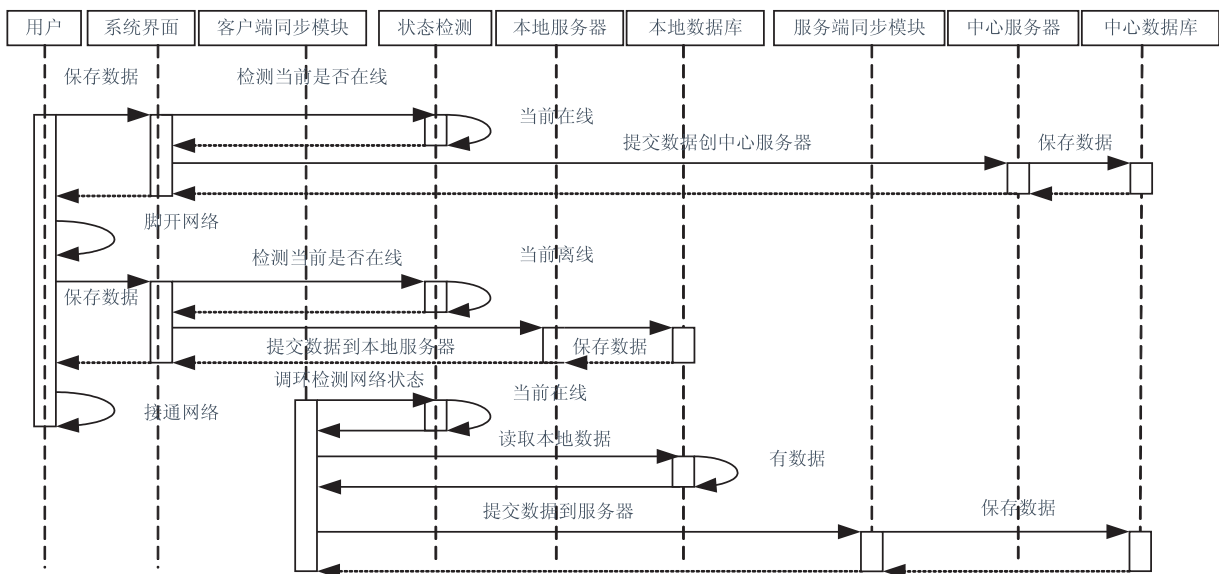 用户
系统界面
客户端同步模块
状态检测
本地服务器
本地数据库
服务端同步模块
中心服务器
中心数据库
保存数据
检测当前是否在线
当前在线
提交数据创中心服务器
保存数据
脚开网络
检测当前是否在线
当前离线
保存数据
提交数据到本地服务器
保存数据
调环检测网络状态
当前在线
接通网络
读取本地数据
有数据
提交数据到服务器
保存数据